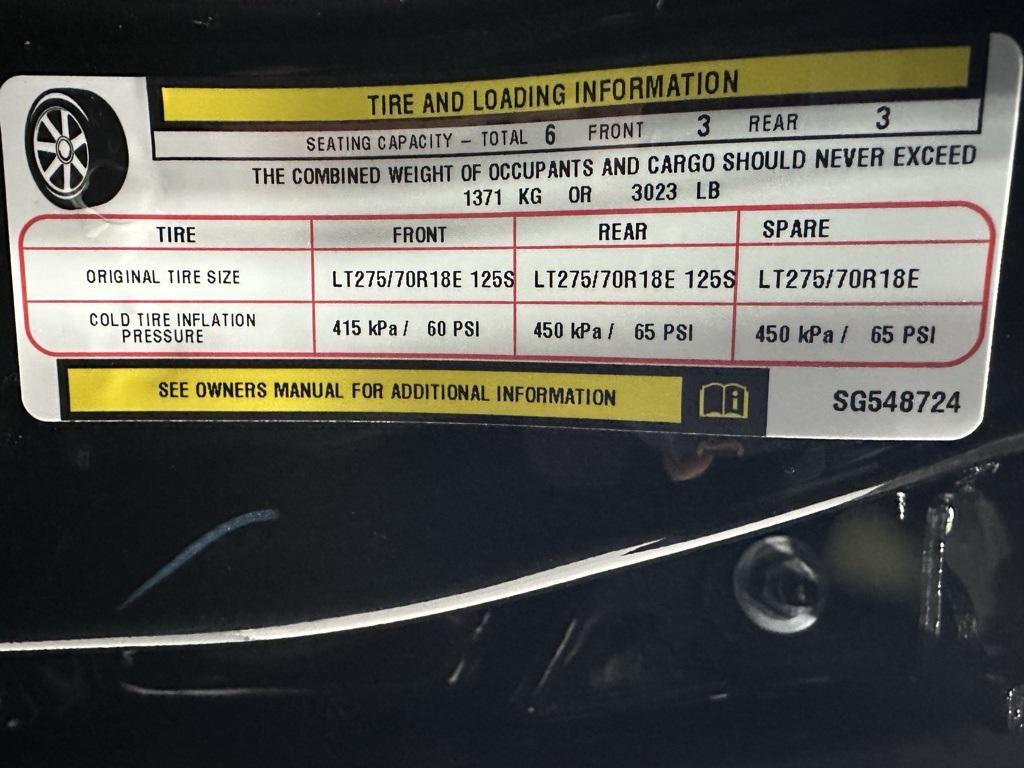 TIRE AND LOADING INFORMATION
SEATING CAPACITY – TOTAL 6 FRONT 3 REAR 3
THE COMBINED WEIGHT OF OCCUPANTS AND CARGO SHOULD NEVER EXCEED
1371 KG OR 3023 LB
TIRE FRONT REAR SPARE
ORIGINAL TIRE SIZE LT275/70R18E 125S LT275/70R18E 125S LT275/70R18E
COLD TIRE INFLATION
PRESSURE 415 kPa / 60 PSI 450 kPa / 65 PSI 450 kPa / 65 PSI
SEE OWNERS MANUAL FOR ADDITIONAL INFORMATION
SG548724